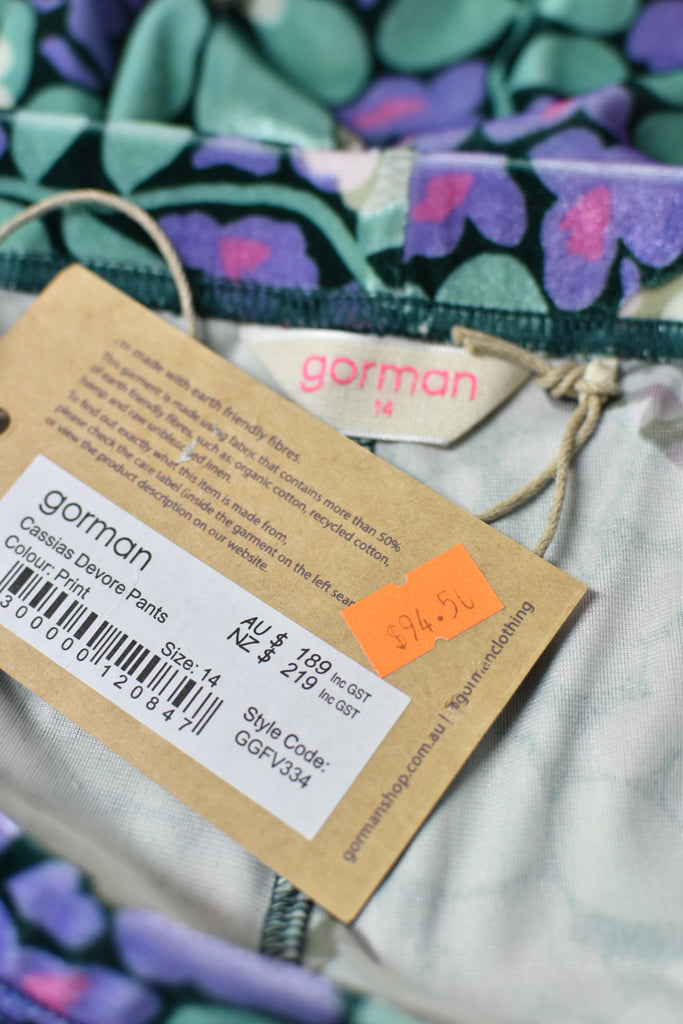 gorman
14
made with earth friendly fibres.
This garment is made using fabric that contains more than 50%
of earth friendly fibres, such as: organic cotton, recycled cotton,
hemp and raw unbleached linen.
To find out exactly what this item is made from,
please check the care label (inside the garment on the left seam
or view the product description on our website
gorman
Cassias Devore Pants
Colour: Print
AU $ 189 Inc GST
NZ $ 219 Inc GST
Size: 14
300000120847
Style Code:
GGFV334
$94.50
gormanshop.com.au |